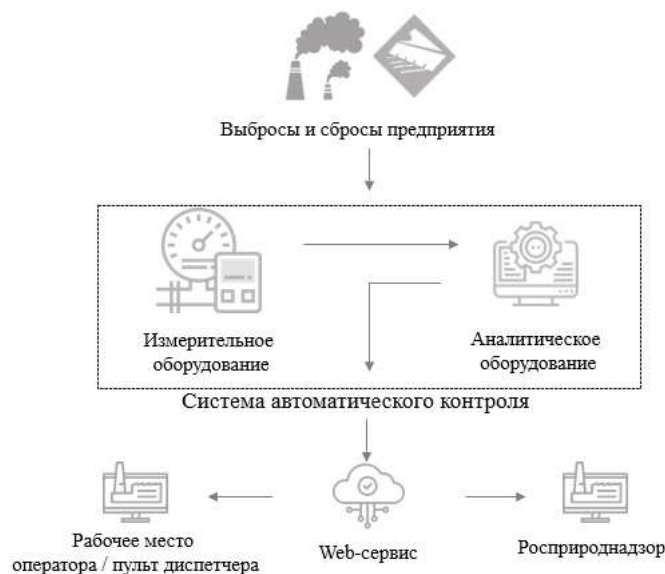 Выбросы и сбросы предприятия
Измерительное
оборудование
Аналитическое
оборудование
Система автоматического контроля
Рабочее место
оператора / пульт диспетчера
Web-сервис
Росприроднадзор